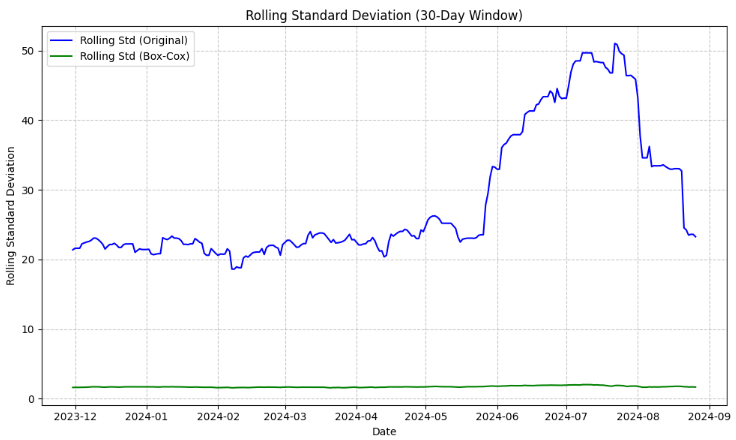 Rolling Standard Deviation (30-Day Window)
Rolling Std (Original)
Rolling Std (Box-Cox)
Rolling Standard Deviation
50
40
30
20
10
0
2023-12 2024-01 2024-02 2024-03 2024-04 2024-05 2024-06 2024-07 2024-08 2024-09
Date